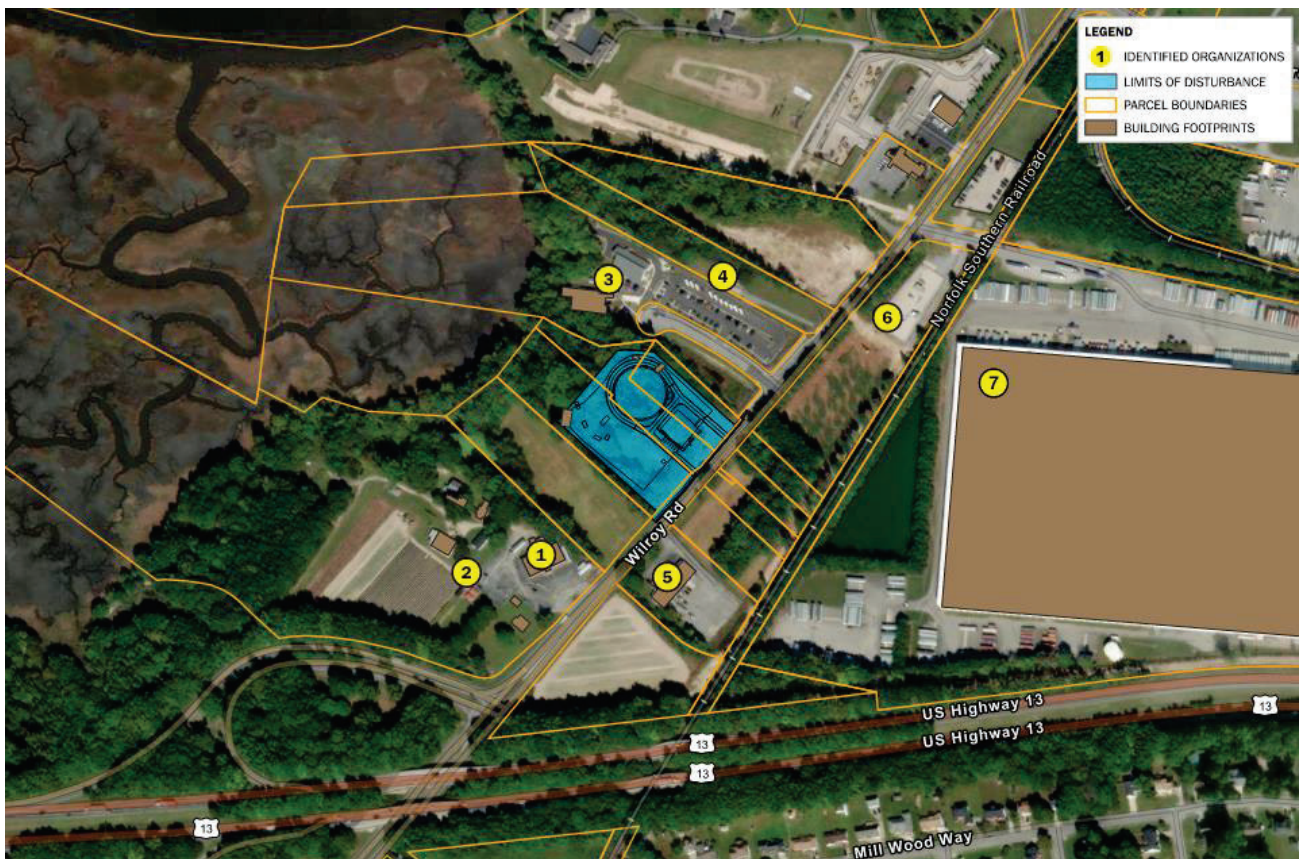 LEGEND
1 IDENTIFIED ORGANIZATIONS
LIMITS OF DISTURBANCE
PARCEL BOUNDARIES
BUILDING FOOTPRINTS
Norfolk Southern Railroad
3
4
6
7
Wilroy Rd
1
2
5
US Highway 13
13
US Highway 13
13
13
13
Mill Wood Way